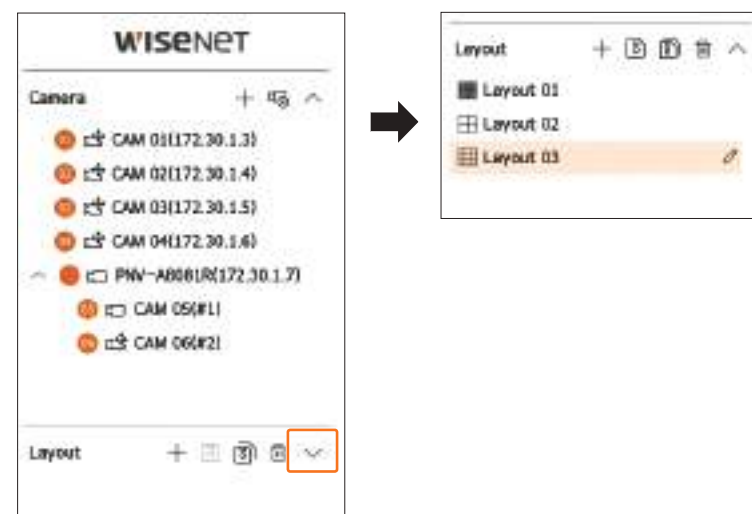 WISENET
Camera
CAM 01(172.30.1.3)
CAM 02(172.30.1.4)
CAM 03(172.30.1.5)
CAM 04(172.30.1.6)
PNV-A8081R(172.30.1.7)
CAM 05(#1)
CAM 06(#2)
Layout
Layout
Layout 01
Layout 02
Layout 03